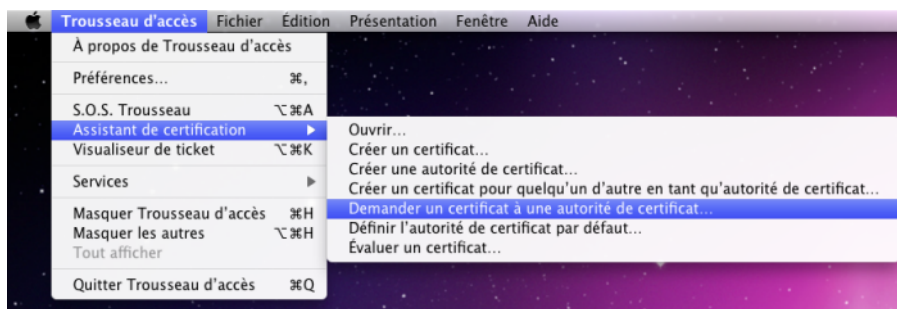 Trousseau d'accès Fichier Édition Présentation Fenêtre Aide
À propos de Trousseau d'accès
Préférences... ⌘,
S.O.S. Trousseau ⌥⌘A
Assistant de certification ▶
Visualiseur de ticket ⌥⌘K
Services ▶
Masquer Trousseau d'accès ⌘H
Masquer les autres ⌥⌘H
Tout afficher
Quitter Trousseau d'accès ⌘Q
Ouvrir...
Créer un certificat...
Créer une autorité de certificat...
Créer un certificat pour quelqu'un d'autre en tant qu'autorité de certificat...
Demander un certificat à une autorité de certificat...
Définir l'autorité de certificat par défaut...
Évaluer un certificat...